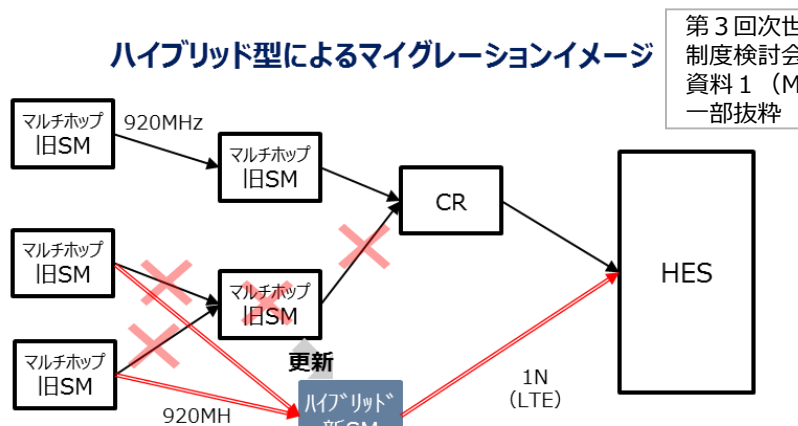 ハイブリッド型によるマイグレーションイメージ
第３回次世
制度検討会
資料１（M
一部抜粋
マルチホップ
旧SM
920MHz
マルチホップ
旧SM
CR
HES
マルチホップ
旧SM
マルチホップ
旧SM
更新
マルチホップ
旧SM
920MH
ﾊｲﾌﾞﾘｯﾄﾞ
新SM
1N
（LTE）